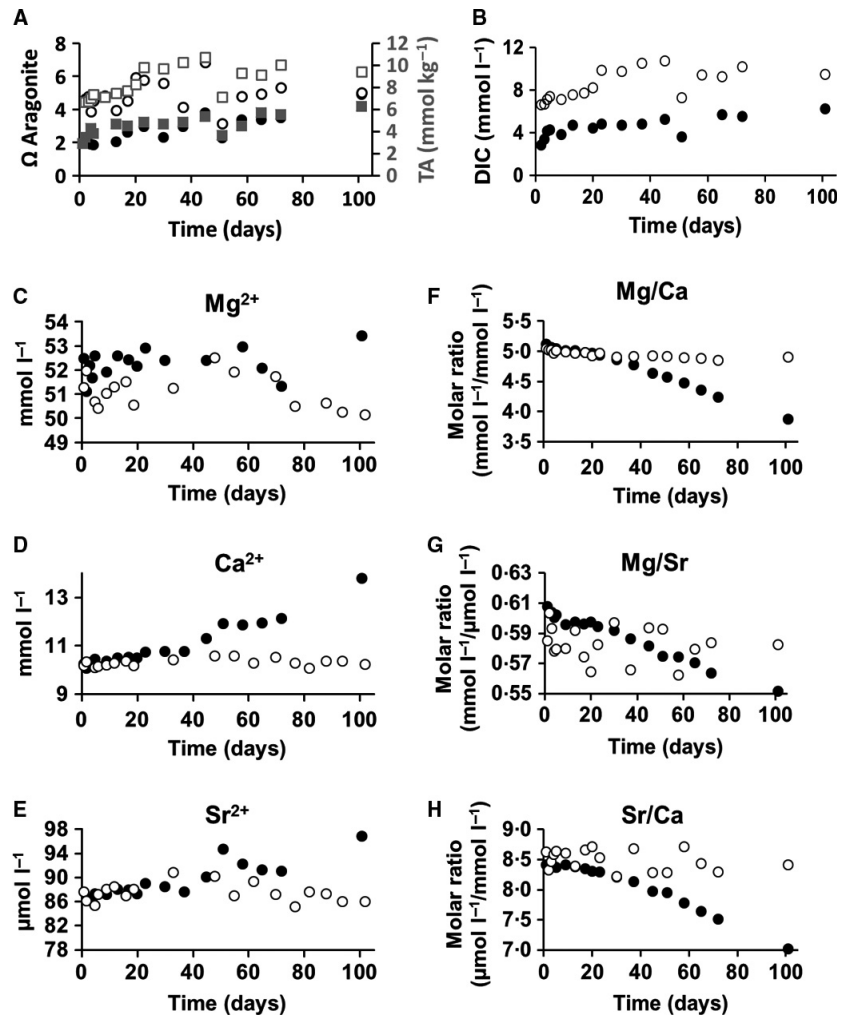 A
Ω Aragonite
8
6
4
2
0
TA (mmol kg⁻¹)
12
10
8
6
4
2
0
0 20 40 60 80 100
Time (days)
B
DIC (mmol l⁻¹)
12
8
4
0
0 20 40 60 80 100
Time (days)
C
Mg²⁺
mmol l⁻¹
54
53
52
51
50
49
0 20 40 60 80 100
Time (days)
F
Mg/Ca
Molar ratio
(mmol l⁻¹/mmol l⁻¹)
5·5
5·0
4·5
4·0
3·5
0 20 40 60 80 100
Time (days)
D
Ca²⁺
mmol l⁻¹
13
11
9
0 20 40 60 80 100
Time (days)
G
Mg/Sr
Molar ratio
(mmol l⁻¹/μmol l⁻¹)
0·63
0·61
0·59
0·57
0·55
0 20 40 60 80 100
Time (days)
E
Sr²⁺
μmol l⁻¹
98
94
90
86
82
78
0 20 40 60 80 100
Time (days)
H
Sr/Ca
Molar ratio
(μmol l⁻¹/mmol l⁻¹)
9·0
8·5
8·0
7·5
7·0
0 20 40 60 80 100
Time (days)